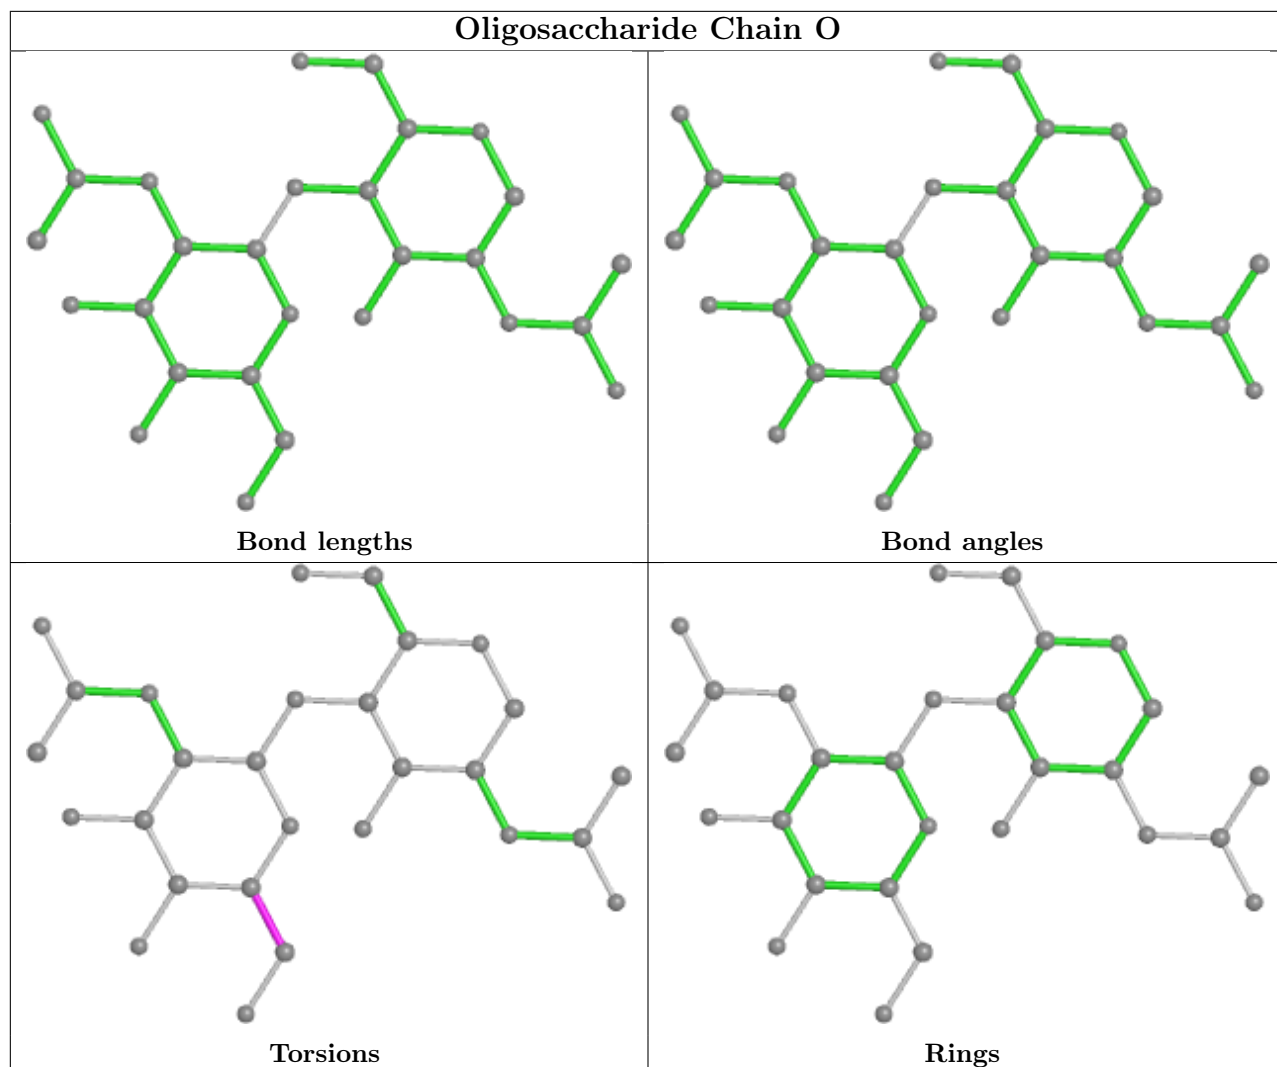 Oligosaccharide Chain O
Bond lengths
Bond angles
Torsions
Rings